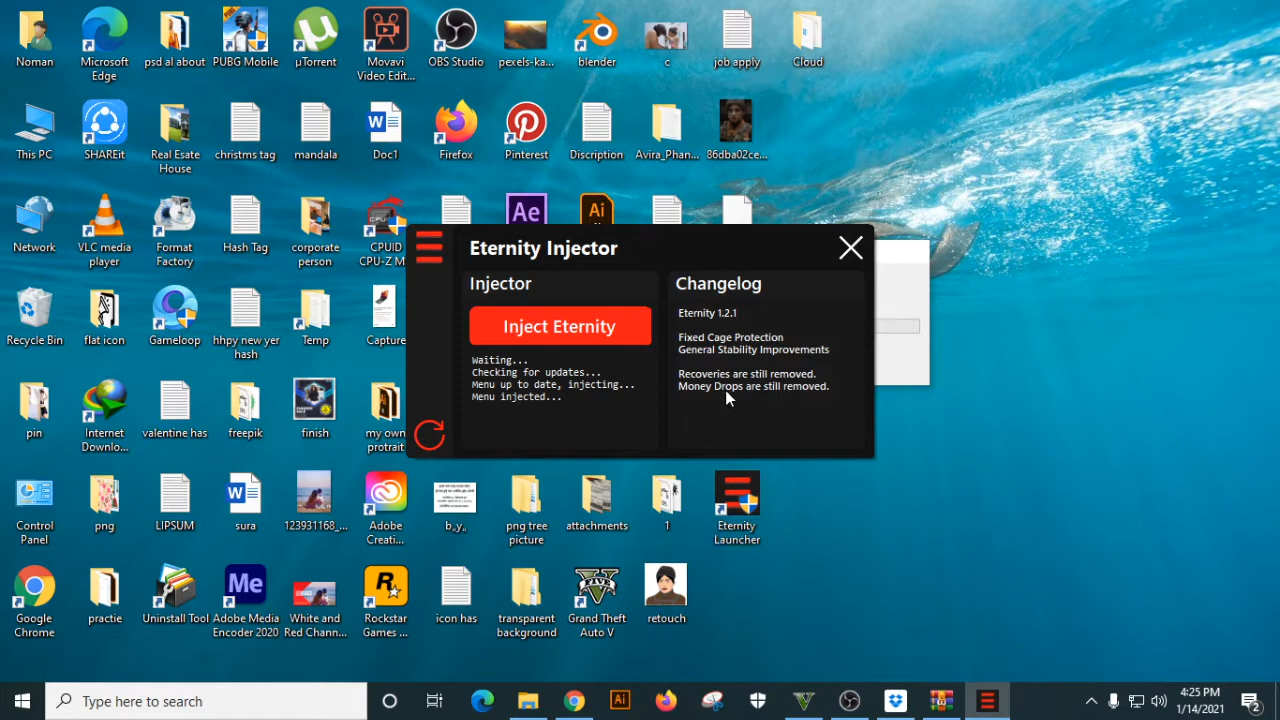 Noman
Microsoft Edge
psd al about
PUBG Mobile
µTorrent
Movavi Video Edit...
OBS Studio
pexels-ka...
blender
c
job apply
Cloud
This PC
SHAREit
Real Esate House
christms tag
mandala
Doc1
Firefox
Pinterest
Discription
Avira_Phan...
86dba02ce...
Network
VLC media player
Format Factory
Hash Tag
corporate person
CPUID CPU-Z M
Ae
Ai
Eternity Injector
Injector
Changelog
Inject Eternity
Waiting...
Checking for updates...
Menu up to date, injecting...
Menu injected...
Eternity 1.2.1
Fixed Cage Protection
General Stability Improvements
Recoveries are still removed.
Money Drops are still removed.
Recycle Bin
flat icon
Gameloop
hhpy new yer hash
Temp
Capture
pin
Internet Downlo...
valentine has
freepik
finish
my own protrait
Control Panel
png
LIPSUM
sura
123931168_...
Adobe Creati...
png tree picture
attachments
1
Eternity Launcher
Google Chrome
practie
Uninstall Tool
Me
Adobe Media Encoder 2020
White and Red Chann...
Rockstar Games ...
icon has
transparent background
FIVE
Grand Theft Auto V
retouch
Type here to search
Ai
4:25 PM
1/14/2021
2